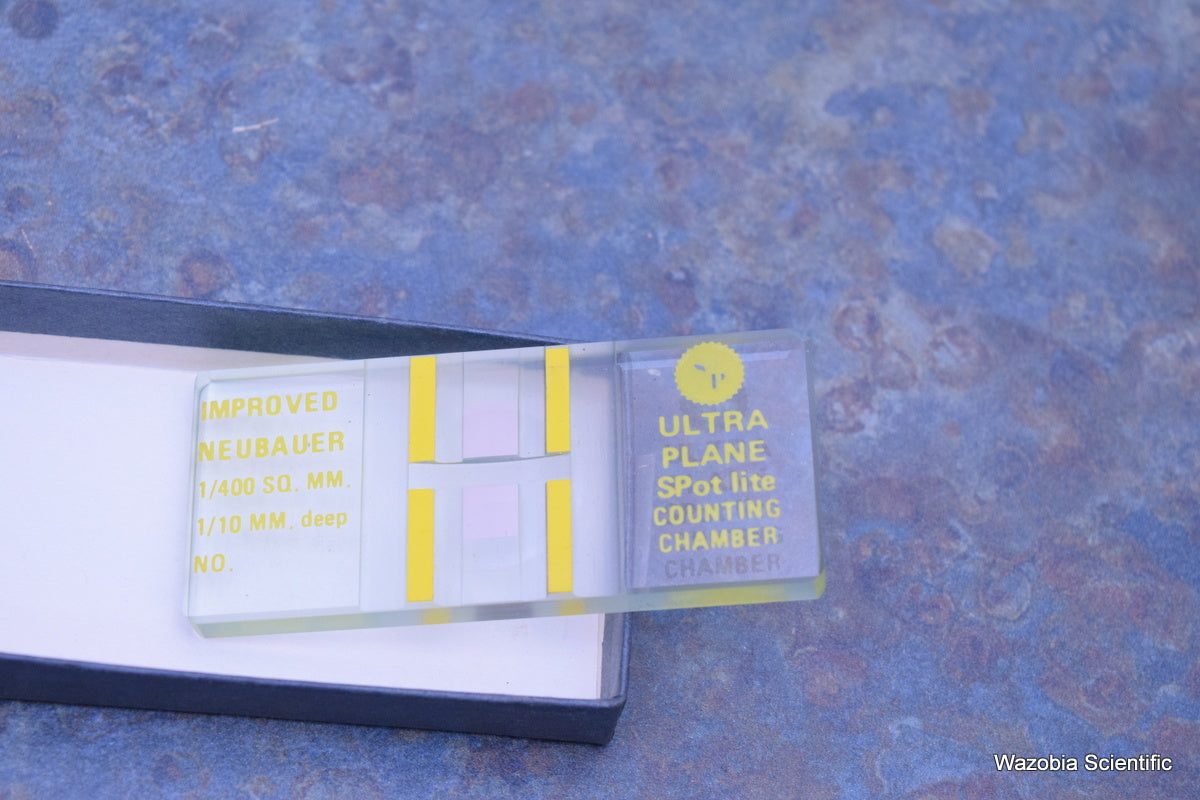 IMPROVED
NEUBAUER
1/400 SQ. MM.
1/10 MM. deep
NO.
ULTRA
PLANE
SPot lite
COUNTING
CHAMBER
Wazobia Scientific